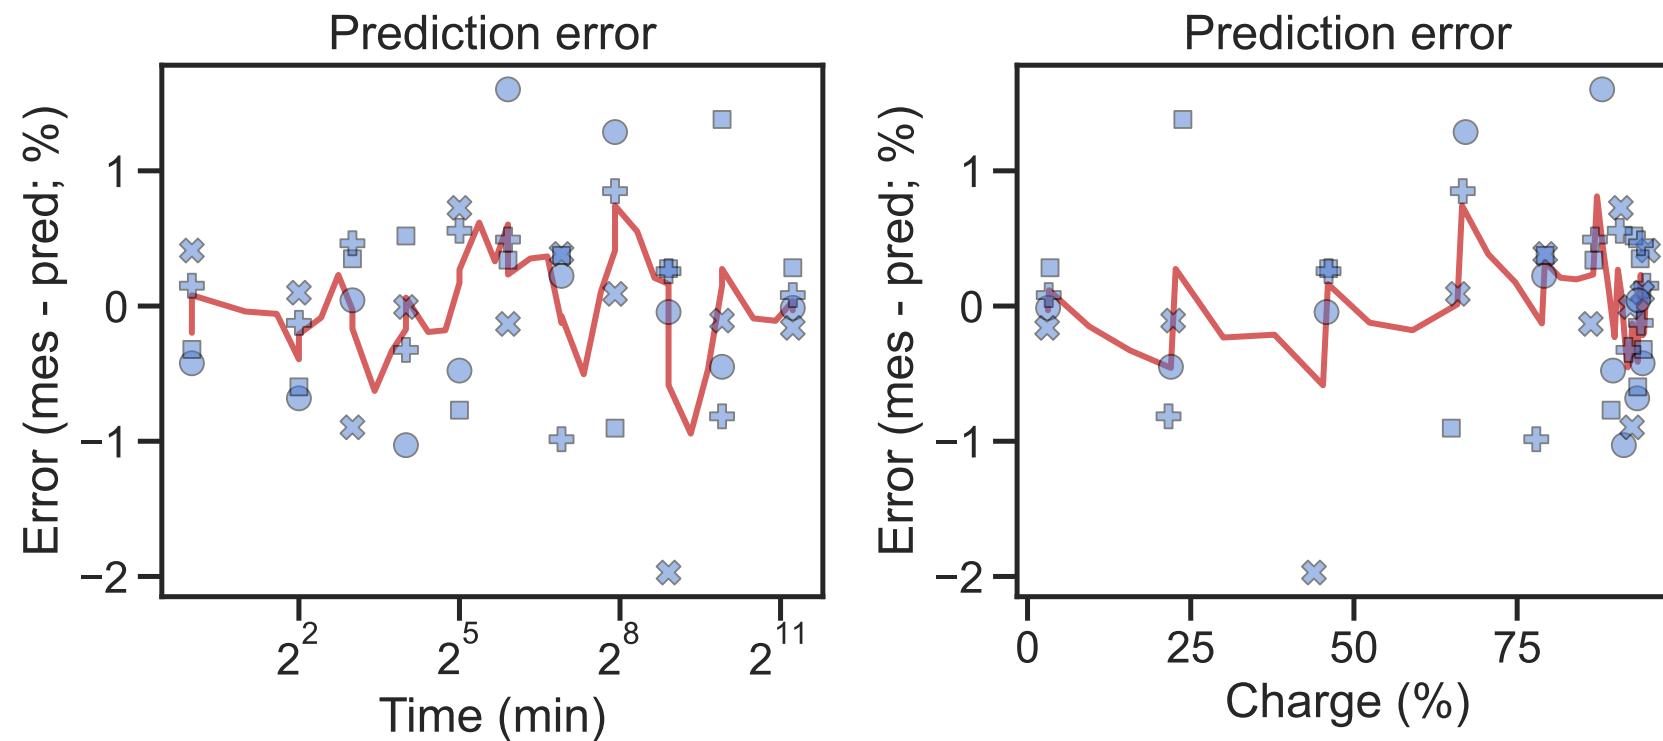 Prediction error
Error (mes - pred; %)
1
0
−1
−2
2^2
2^5
2^8
2^11
Time (min)
Prediction error
Error (mes - pred; %)
1
0
−1
−2
0
25
50
75
Charge (%)